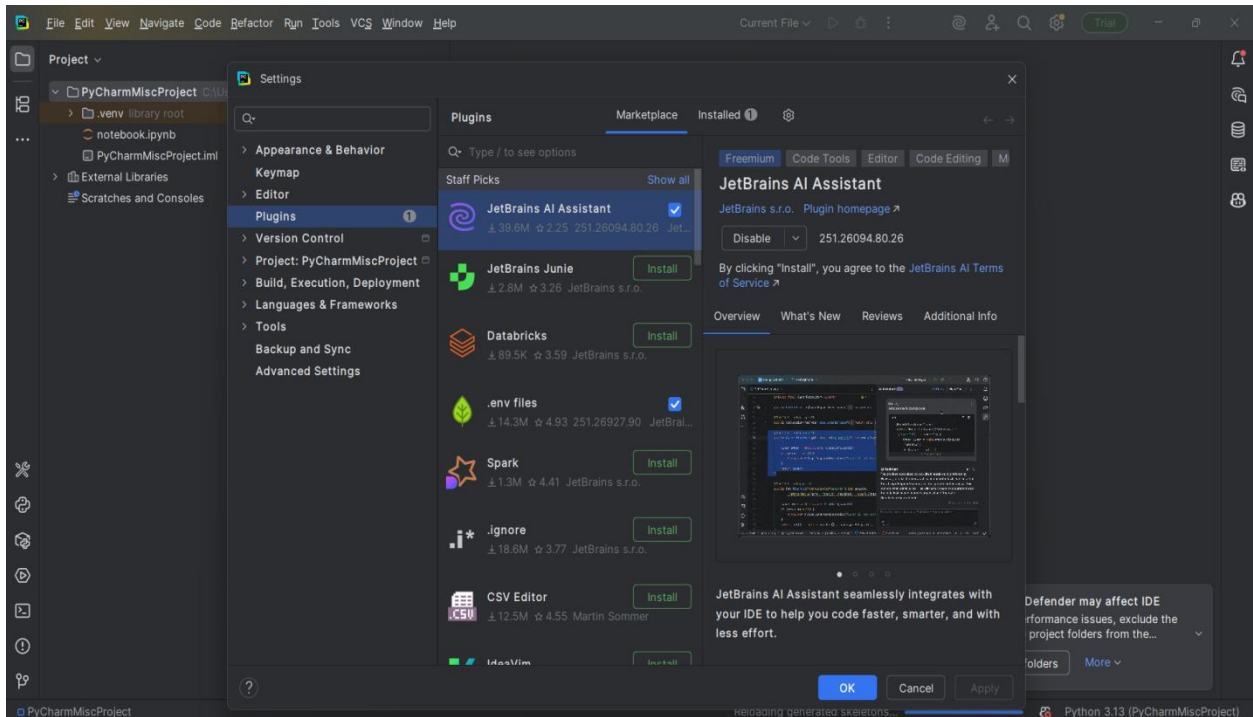 File Edit View Navigate Code Refactor Run Tools VCS Window Help
Current File
Trial
Project
PyCharmMiscProject C:\U
.venv library root
notebook.ipynb
PyCharmMiscProject.iml
External Libraries
Scratches and Consoles
Settings
Appearance & Behavior
Keymap
Editor
Plugins 1
Version Control
Project: PyCharmMiscProject
Build, Execution, Deployment
Languages & Frameworks
Tools
Backup and Sync
Advanced Settings
Plugins Marketplace Installed 1
Type / to see options
Staff Picks Show all
JetBrains AI Assistant
39.6M 2.25 251.26094.80.26 Jet...
JetBrains Junie Install
2.8M 3.26 JetBrains s.r.o.
Databricks Install
89.5K 3.59 JetBrains s.r.o.
.env files
14.3M 4.93 251.26927.90 JetBrai...
Spark Install
1.3M 4.41 JetBrains s.r.o.
.i*
.ignore Install
18.6M 3.77 JetBrains s.r.o.
.CSV
CSV Editor Install
12.5M 4.55 Martin Sommer
IdeaVim Install
Freemium Code Tools Editor Code Editing M
JetBrains AI Assistant
JetBrains s.r.o. Plugin homepage
Disable 251.26094.80.26
By clicking "Install", you agree to the JetBrains AI Terms
of Service
Overview What's New Reviews Additional Info
JetBrains AI Assistant seamlessly integrates with
your IDE to help you code faster, smarter, and with
less effort.
? OK Cancel Apply
Defender may affect IDE
rformance issues, exclude the
project folders from the...
olders More
PyCharmMiscProject
Reloading generated skeletons...
Python 3.13 (PyCharmMiscProject)